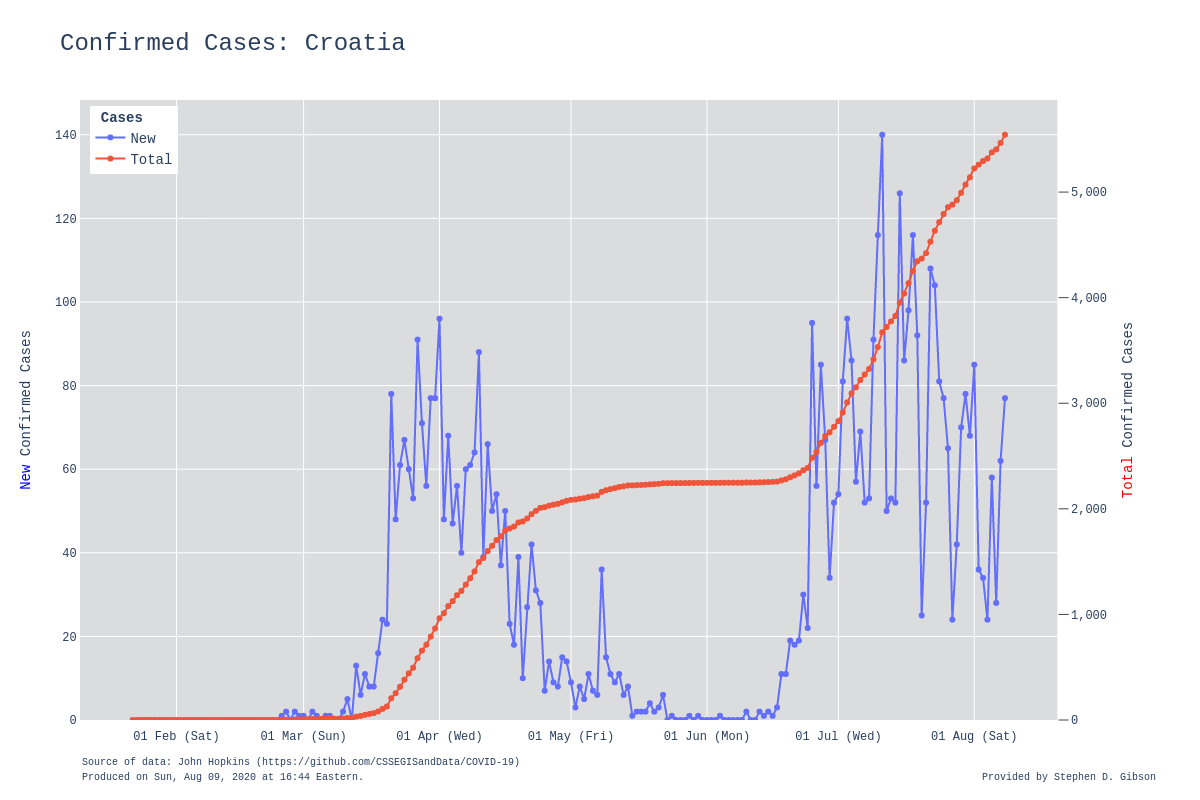 Confirmed Cases: Croatia
Cases
New
Total
140
120
100
80
60
40
20
0
5,000
4,000
3,000
2,000
1,000
0
New Confirmed Cases
Total Confirmed Cases
01 Feb (Sat)
01 Mar (Sun)
01 Apr (Wed)
01 May (Fri)
01 Jun (Mon)
01 Jul (Wed)
01 Aug (Sat)
Source of data: John Hopkins (https://github.com/CSSEGISandData/COVID-19)
Produced on Sun, Aug 09, 2020 at 16:44 Eastern.
Provided by Stephen D. Gibson